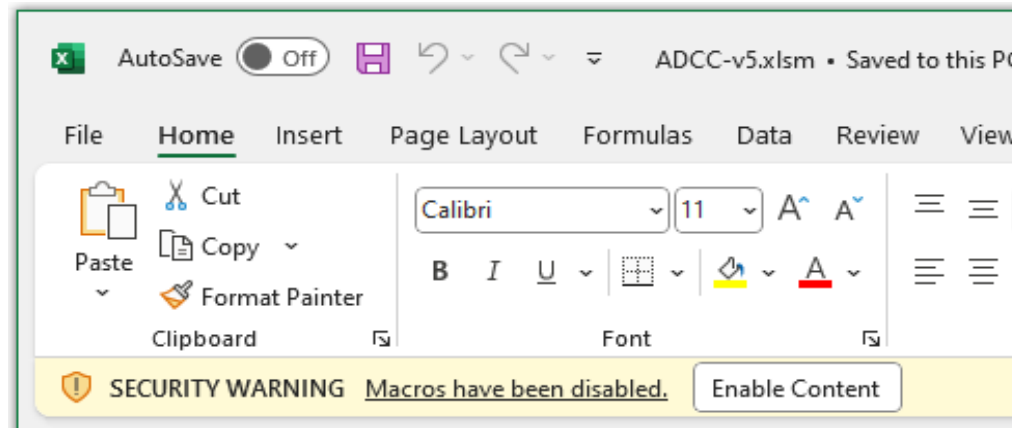 AutoSave Off ADCC-v5.xlsm • Saved to this P
File Home Insert Page Layout Formulas Data Review View
Cut
Calibri 11 A A
Copy
Paste
B I U A
Format Painter
Clipboard Font
SECURITY WARNING Macros have been disabled. Enable Content